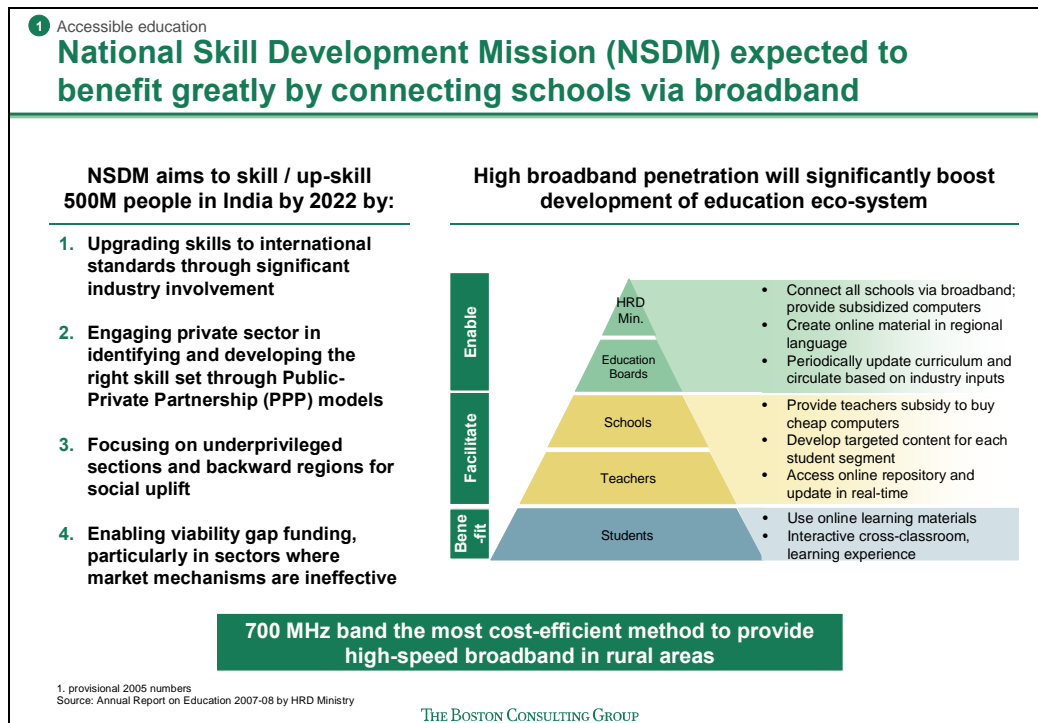 1 Accessible education
National Skill Development Mission (NSDM) expected to
benefit greatly by connecting schools via broadband
NSDM aims to skill / up-skill
500M people in India by 2022 by:
1. Upgrading skills to international
standards through significant
industry involvement
2. Engaging private sector in
identifying and developing the
right skill set through Public-
Private Partnership (PPP) models
3. Focusing on underprivileged
sections and backward regions for
social uplift
4. Enabling viability gap funding,
particularly in sectors where
market mechanisms are ineffective
High broadband penetration will significantly boost
development of education eco-system
Enable
HRD
Min.
Education
Boards
• Connect all schools via broadband;
provide subsidized computers
• Create online material in regional
language
• Periodically update curriculum and
circulate based on industry inputs
Facilitate
Schools
Teachers
• Provide teachers subsidy to buy
cheap computers
• Develop targeted content for each
student segment
• Access online repository and
update in real-time
Bene
-fit
Students
• Use online learning materials
• Interactive cross-classroom,
learning experience
700 MHz band the most cost-efficient method to provide
high-speed broadband in rural areas
1. provisional 2005 numbers
Source: Annual Report on Education 2007-08 by HRD Ministry
THE BOSTON CONSULTING GROUP